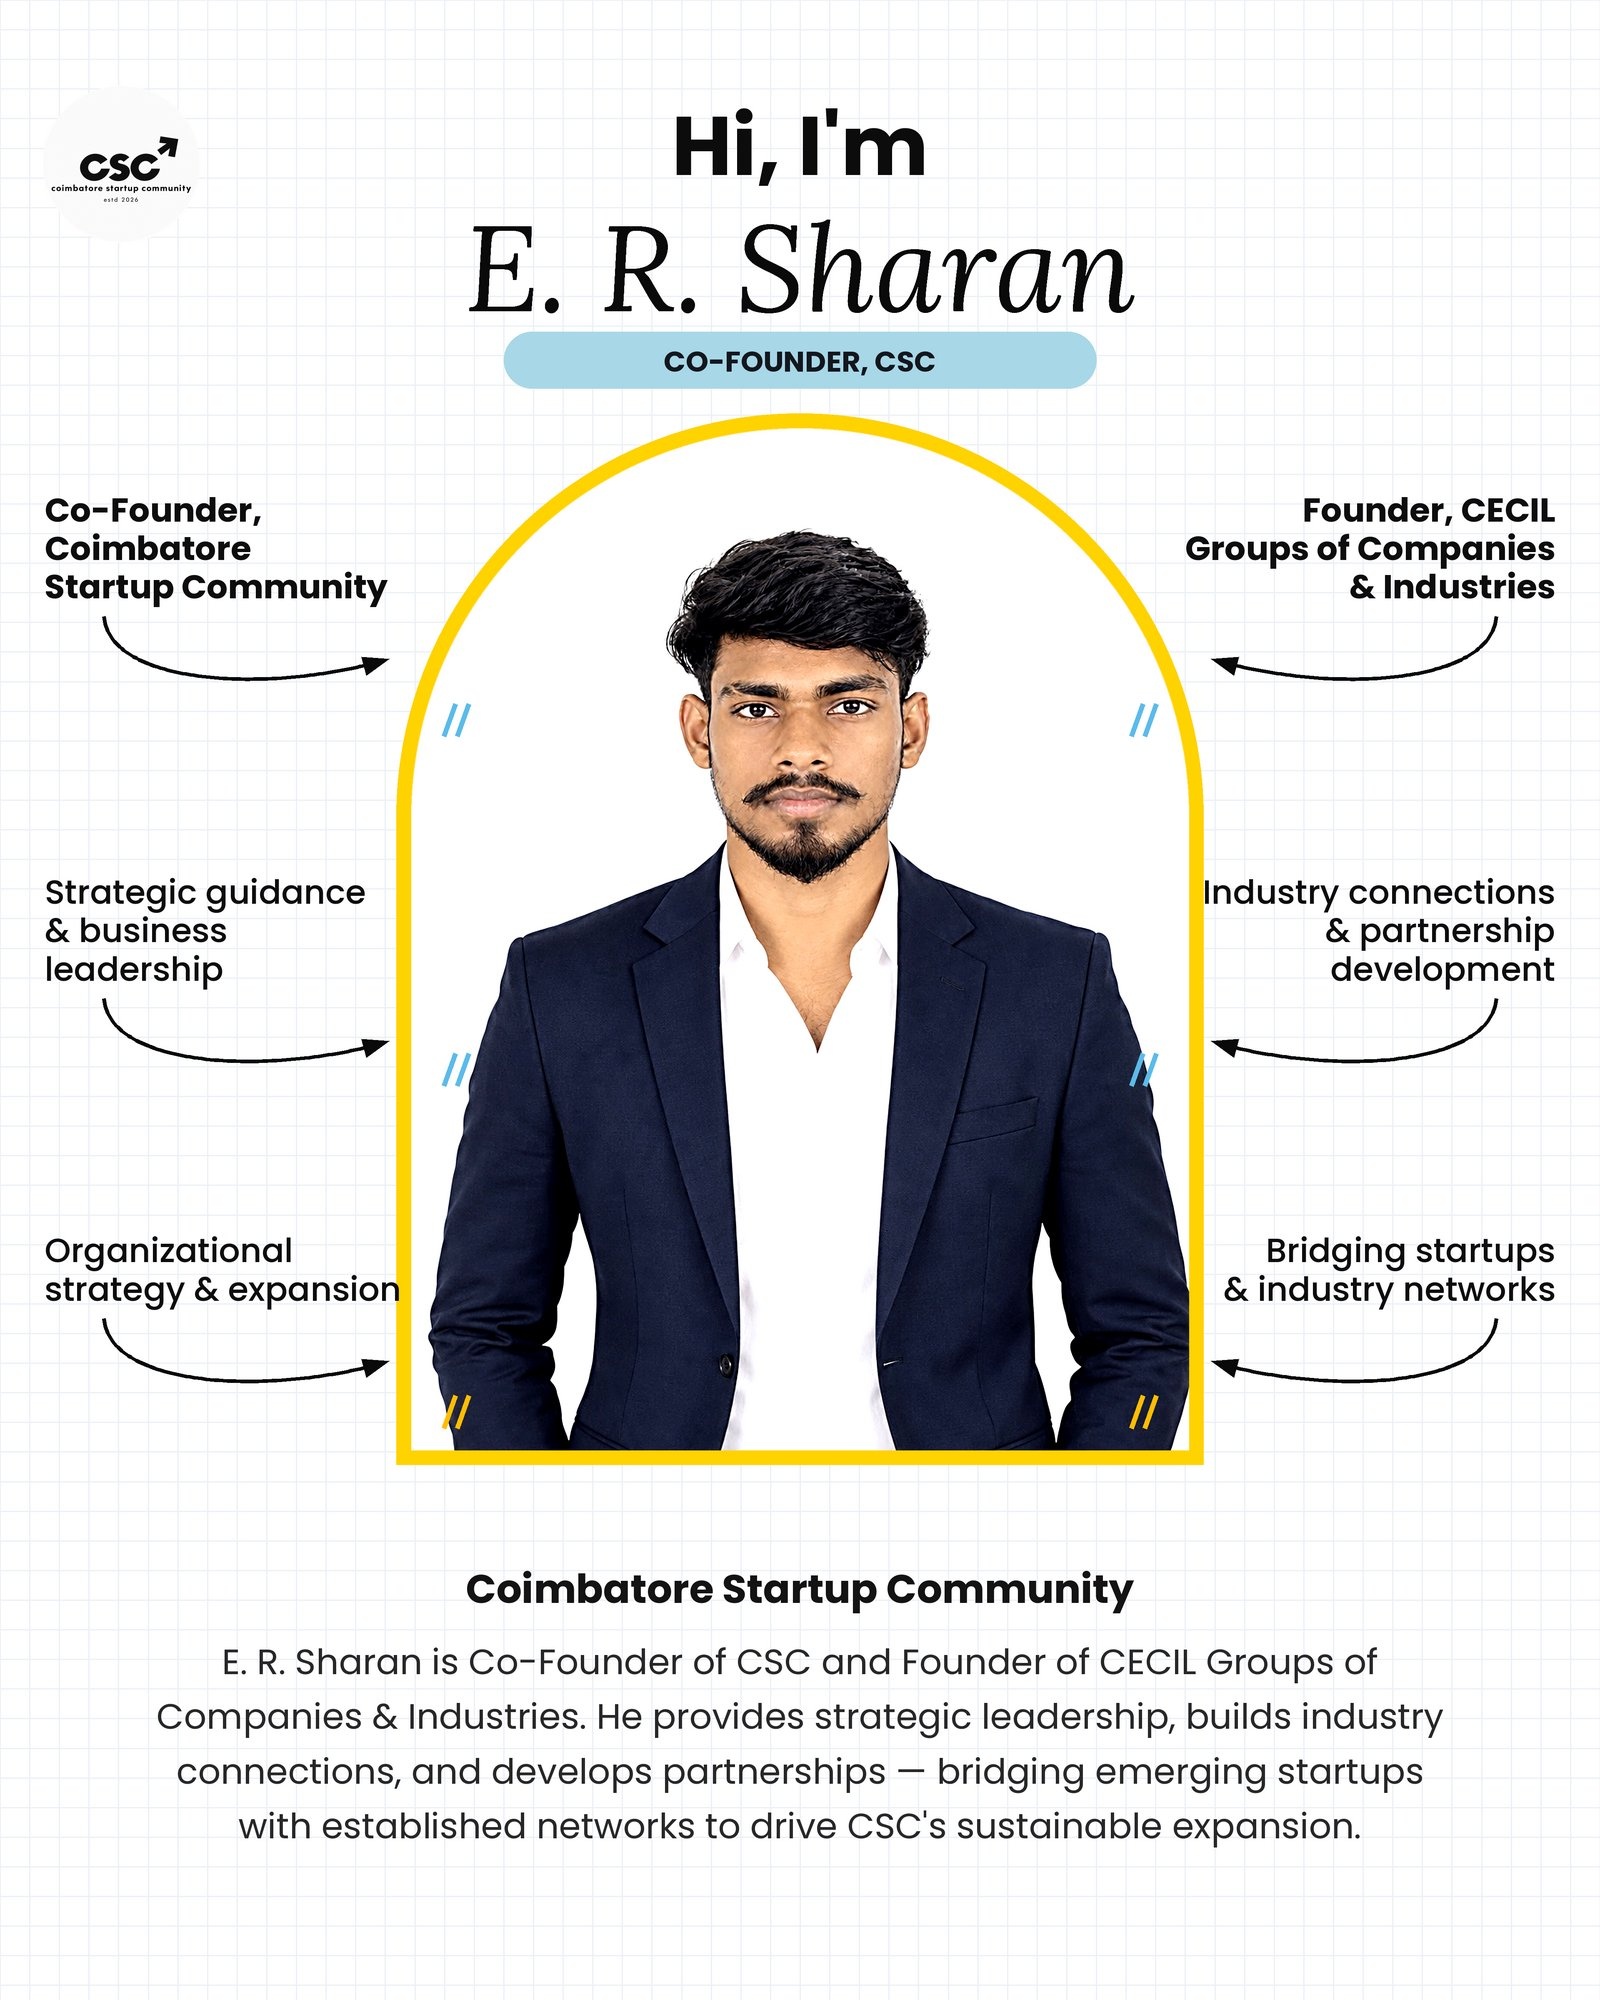 csc
coimbatore startup community
estd 2026
Hi, I'm
E. R. Sharan
CO-FOUNDER, CSC
Co-Founder,
Coimbatore
Startup Community
Founder, CECIL
Groups of Companies
& Industries
Strategic guidance
& business
leadership
Industry connections
& partnership
development
Organizational
strategy & expansion
Bridging startups
& industry networks
Coimbatore Startup Community
E. R. Sharan is Co-Founder of CSC and Founder of CECIL Groups of
Companies & Industries. He provides strategic leadership, builds industry
connections, and develops partnerships — bridging emerging startups
with established networks to drive CSC's sustainable expansion.